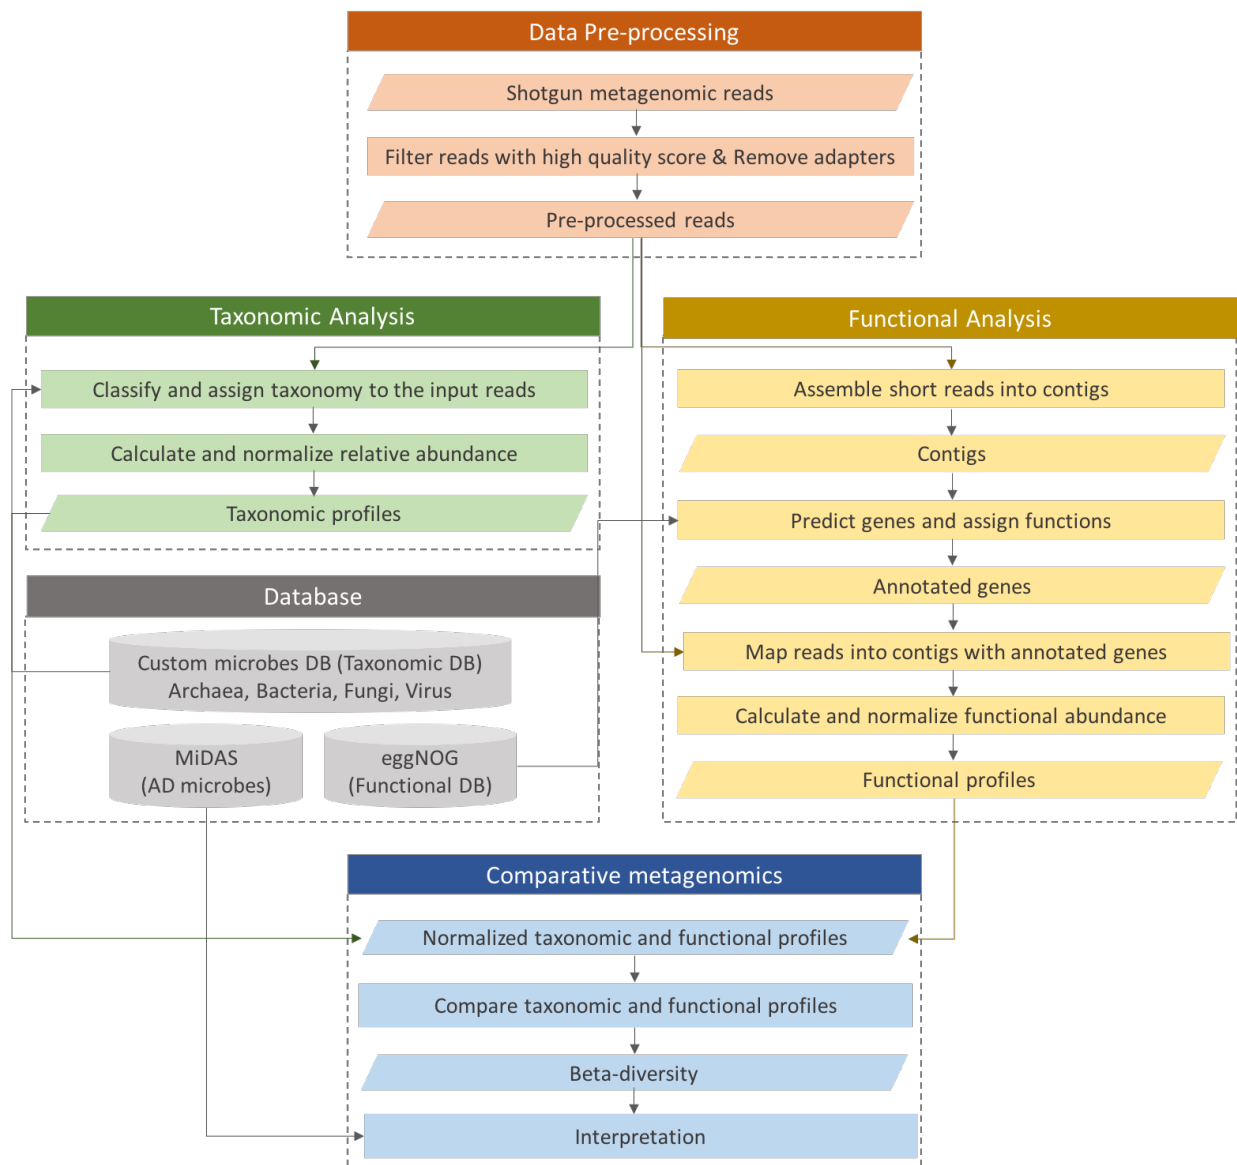 Data Pre-processing
Shotgun metagenomic reads
Filter reads with high quality score & Remove adapters
Pre-processed reads
Taxonomic Analysis
Classify and assign taxonomy to the input reads
Calculate and normalize relative abundance
Taxonomic profiles
Functional Analysis
Assemble short reads into contigs
Contigs
Predict genes and assign functions
Annotated genes
Map reads into contigs with annotated genes
Calculate and normalize functional abundance
Functional profiles
Database
Custom microbes DB (Taxonomic DB)
Archaea, Bacteria, Fungi, Virus
MiDAS
(AD microbes)
eggNOG
(Functional DB)
Comparative metagenomics
Normalized taxonomic and functional profiles
Compare taxonomic and functional profiles
Beta-diversity
Interpretation